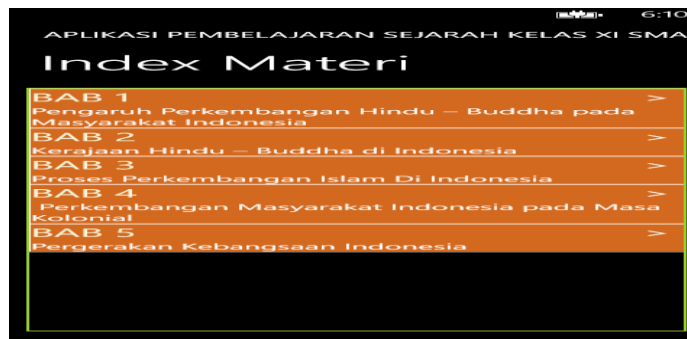 6:10
APLIKASI PEMBELAJARAN SEJARAH KELAS XI SMA
Index Materi
BAB 1 >
Pengaruh Perkembangan Hindu – Buddha pada
Masyarakat Indonesia
BAB 2 >
Kerajaan Hindu – Buddha di Indonesia
BAB 3 >
Proses Perkembangan Islam Di Indonesia
BAB 4 >
Perkembangan Masyarakat Indonesia pada Masa
Kolonial
BAB 5 >
Pergerakan Kebangsaan Indonesia